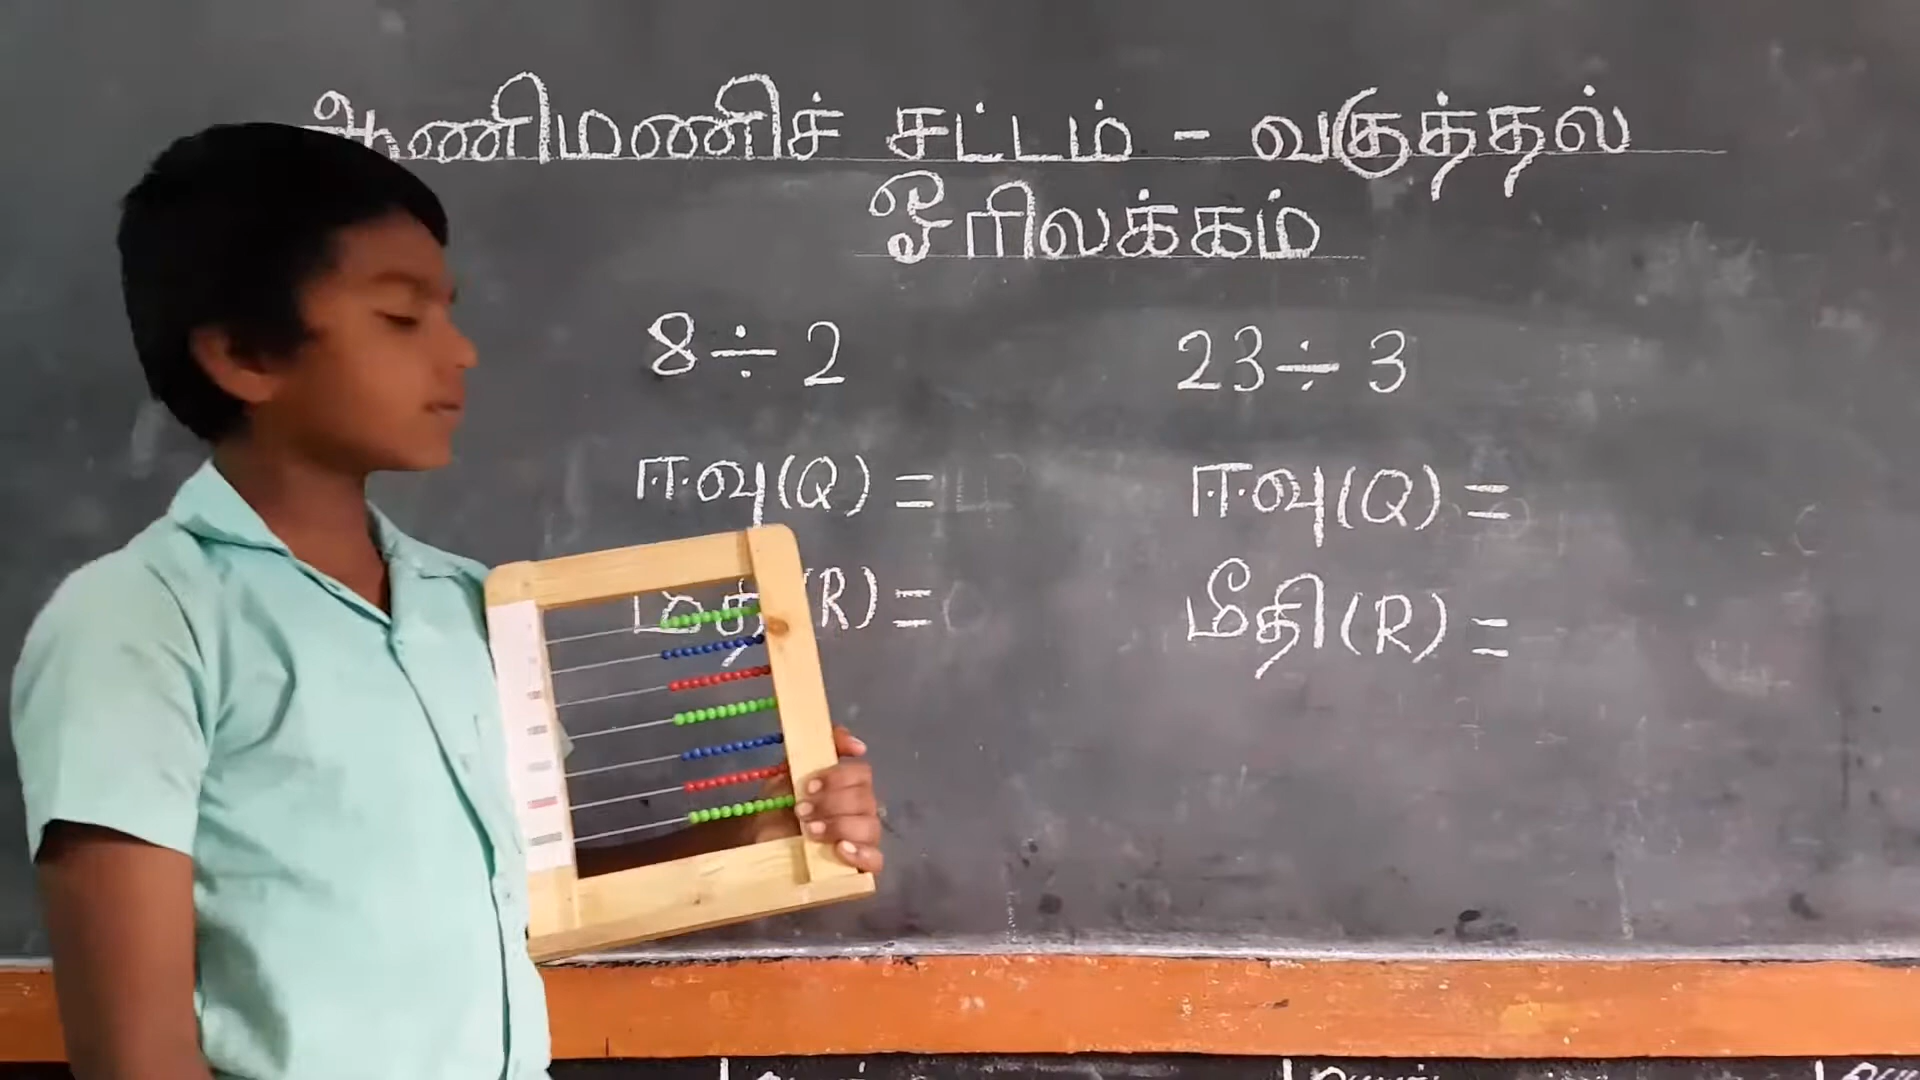 ஆணிமணிச் சட்டம் - வகுத்தல்
ஓரிலக்கம்
8 ÷ 2 23 ÷ 3
ஈவு (Q) = ஈவு (Q) =
மீதி (R) = மீதி (R) =